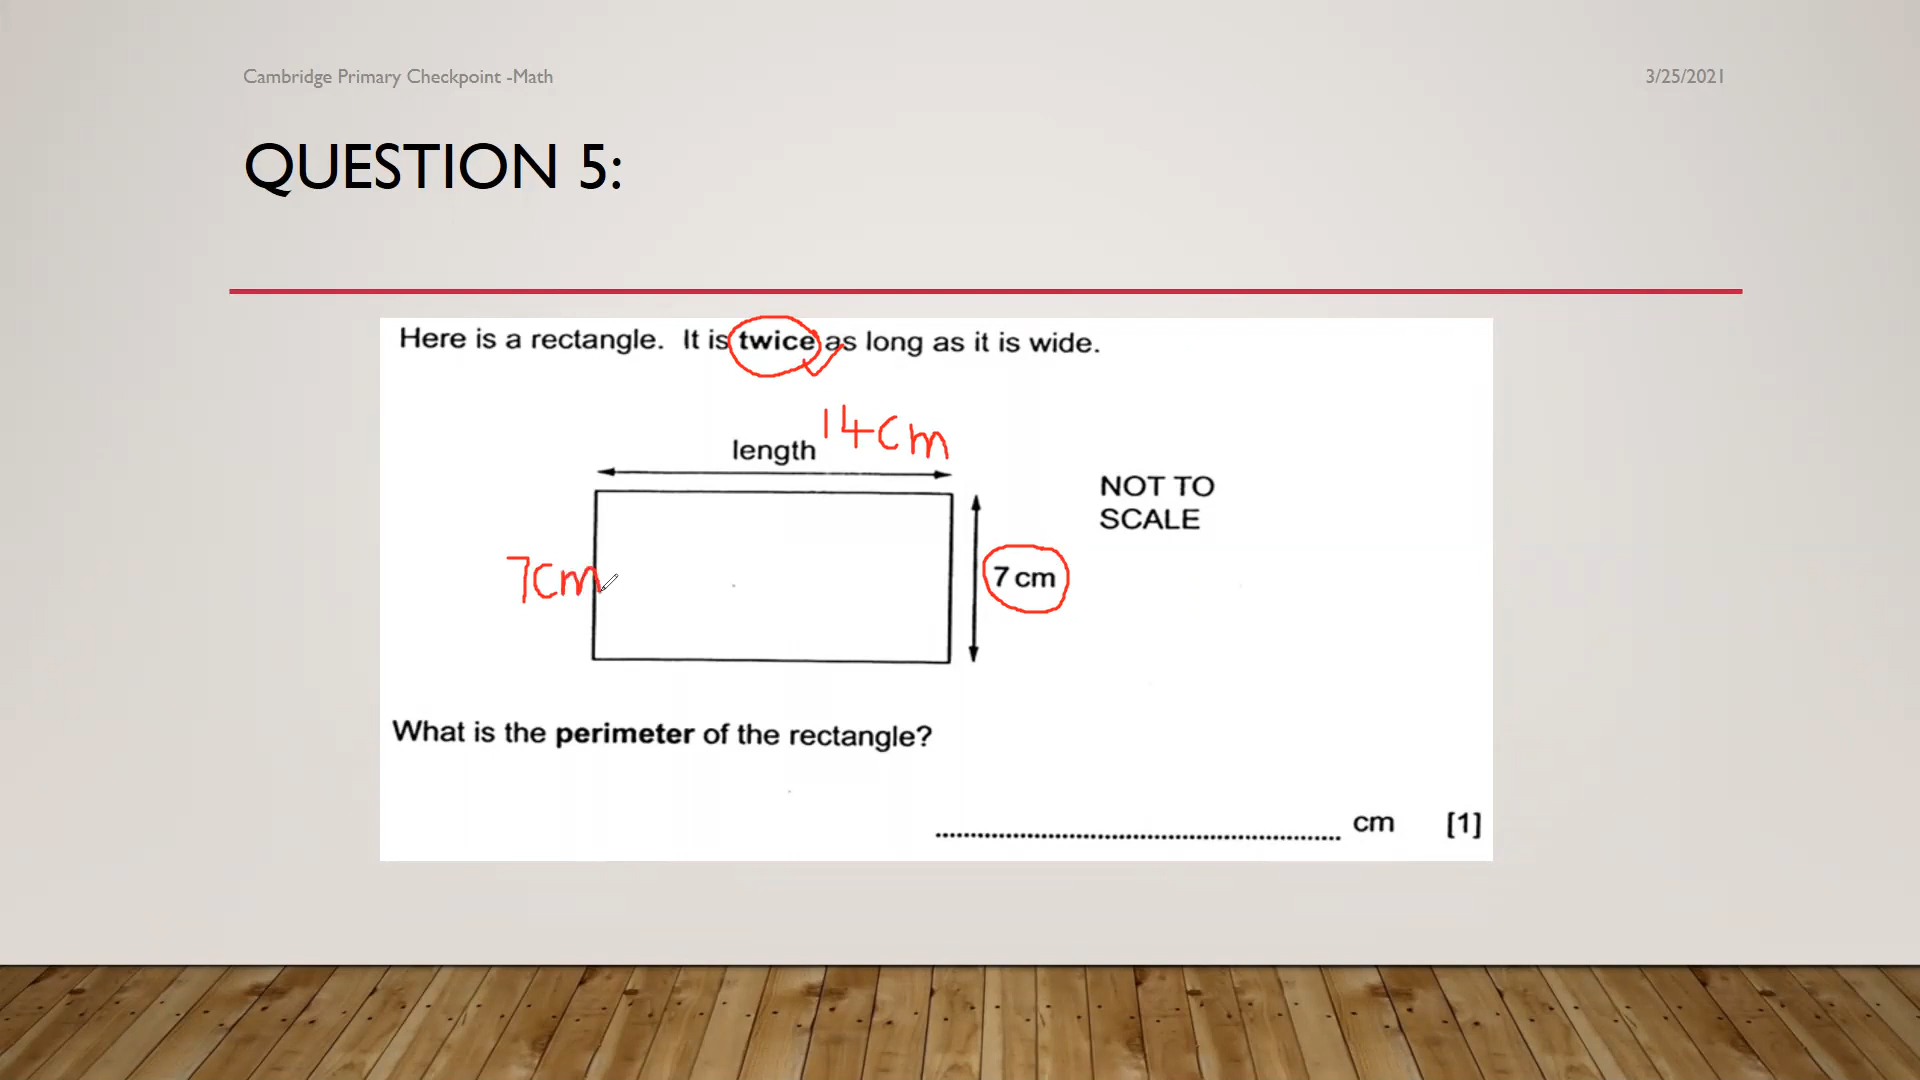 Cambridge Primary Checkpoint -Math
3/25/2021
QUESTION 5:
Here is a rectangle. It is twice as long as it is wide.
14cm
length
NOT TO
SCALE
7cm
7 cm
What is the perimeter of the rectangle?
cm [1]